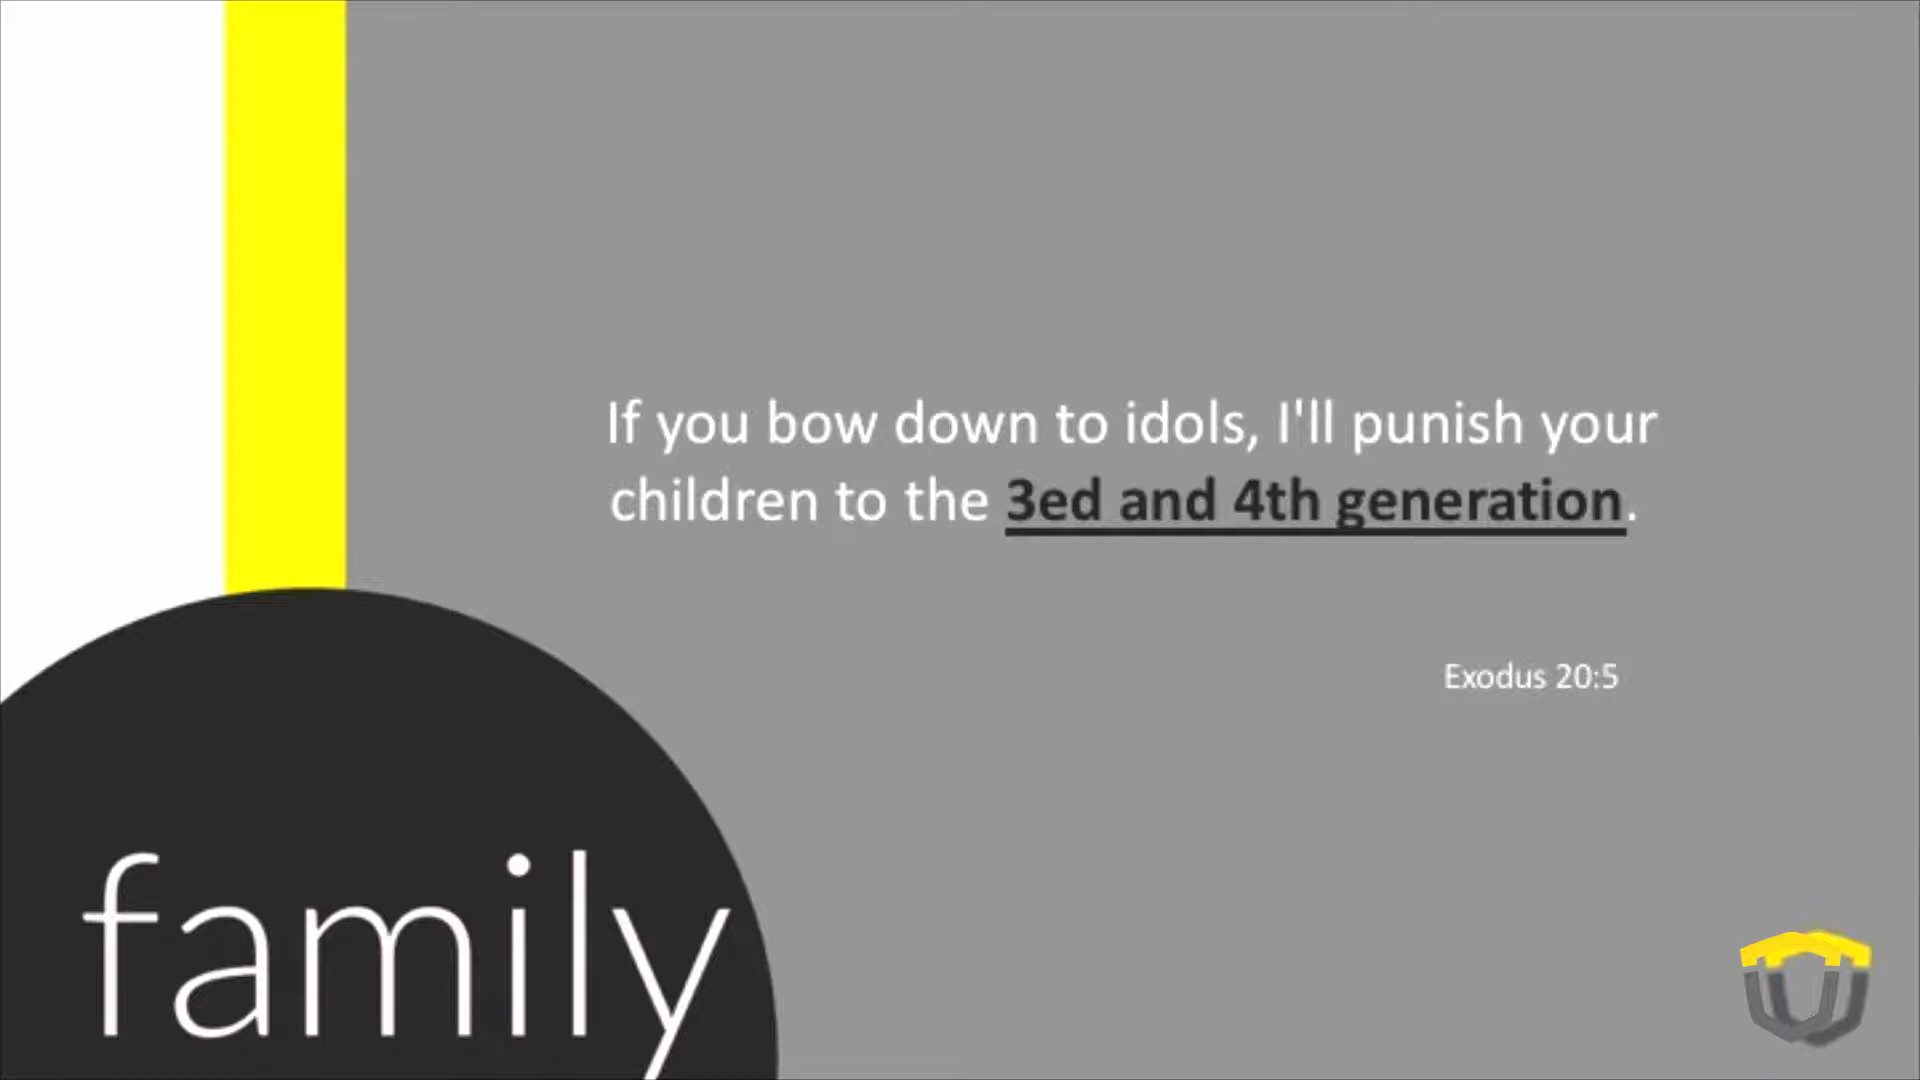 If you bow down to idols, I'll punish your
children to the 3ed and 4th generation.
Exodus 20:5
family